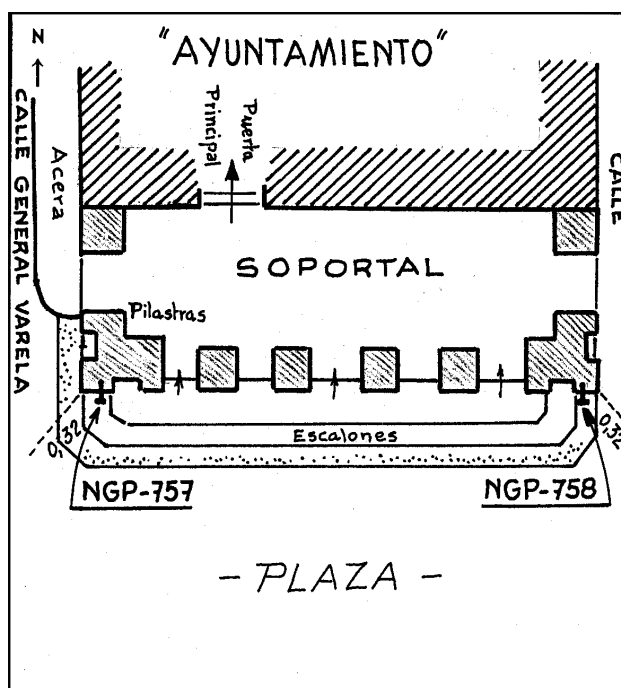 N
"AYUNTAMIENTO"
Puerta
Principal
CALLE GENERAL VARELA
Acera
CALLE
SOPORTAL
Pilastras
Escalones
0,32
0,32
NGP-757
NGP-758
- PLAZA -